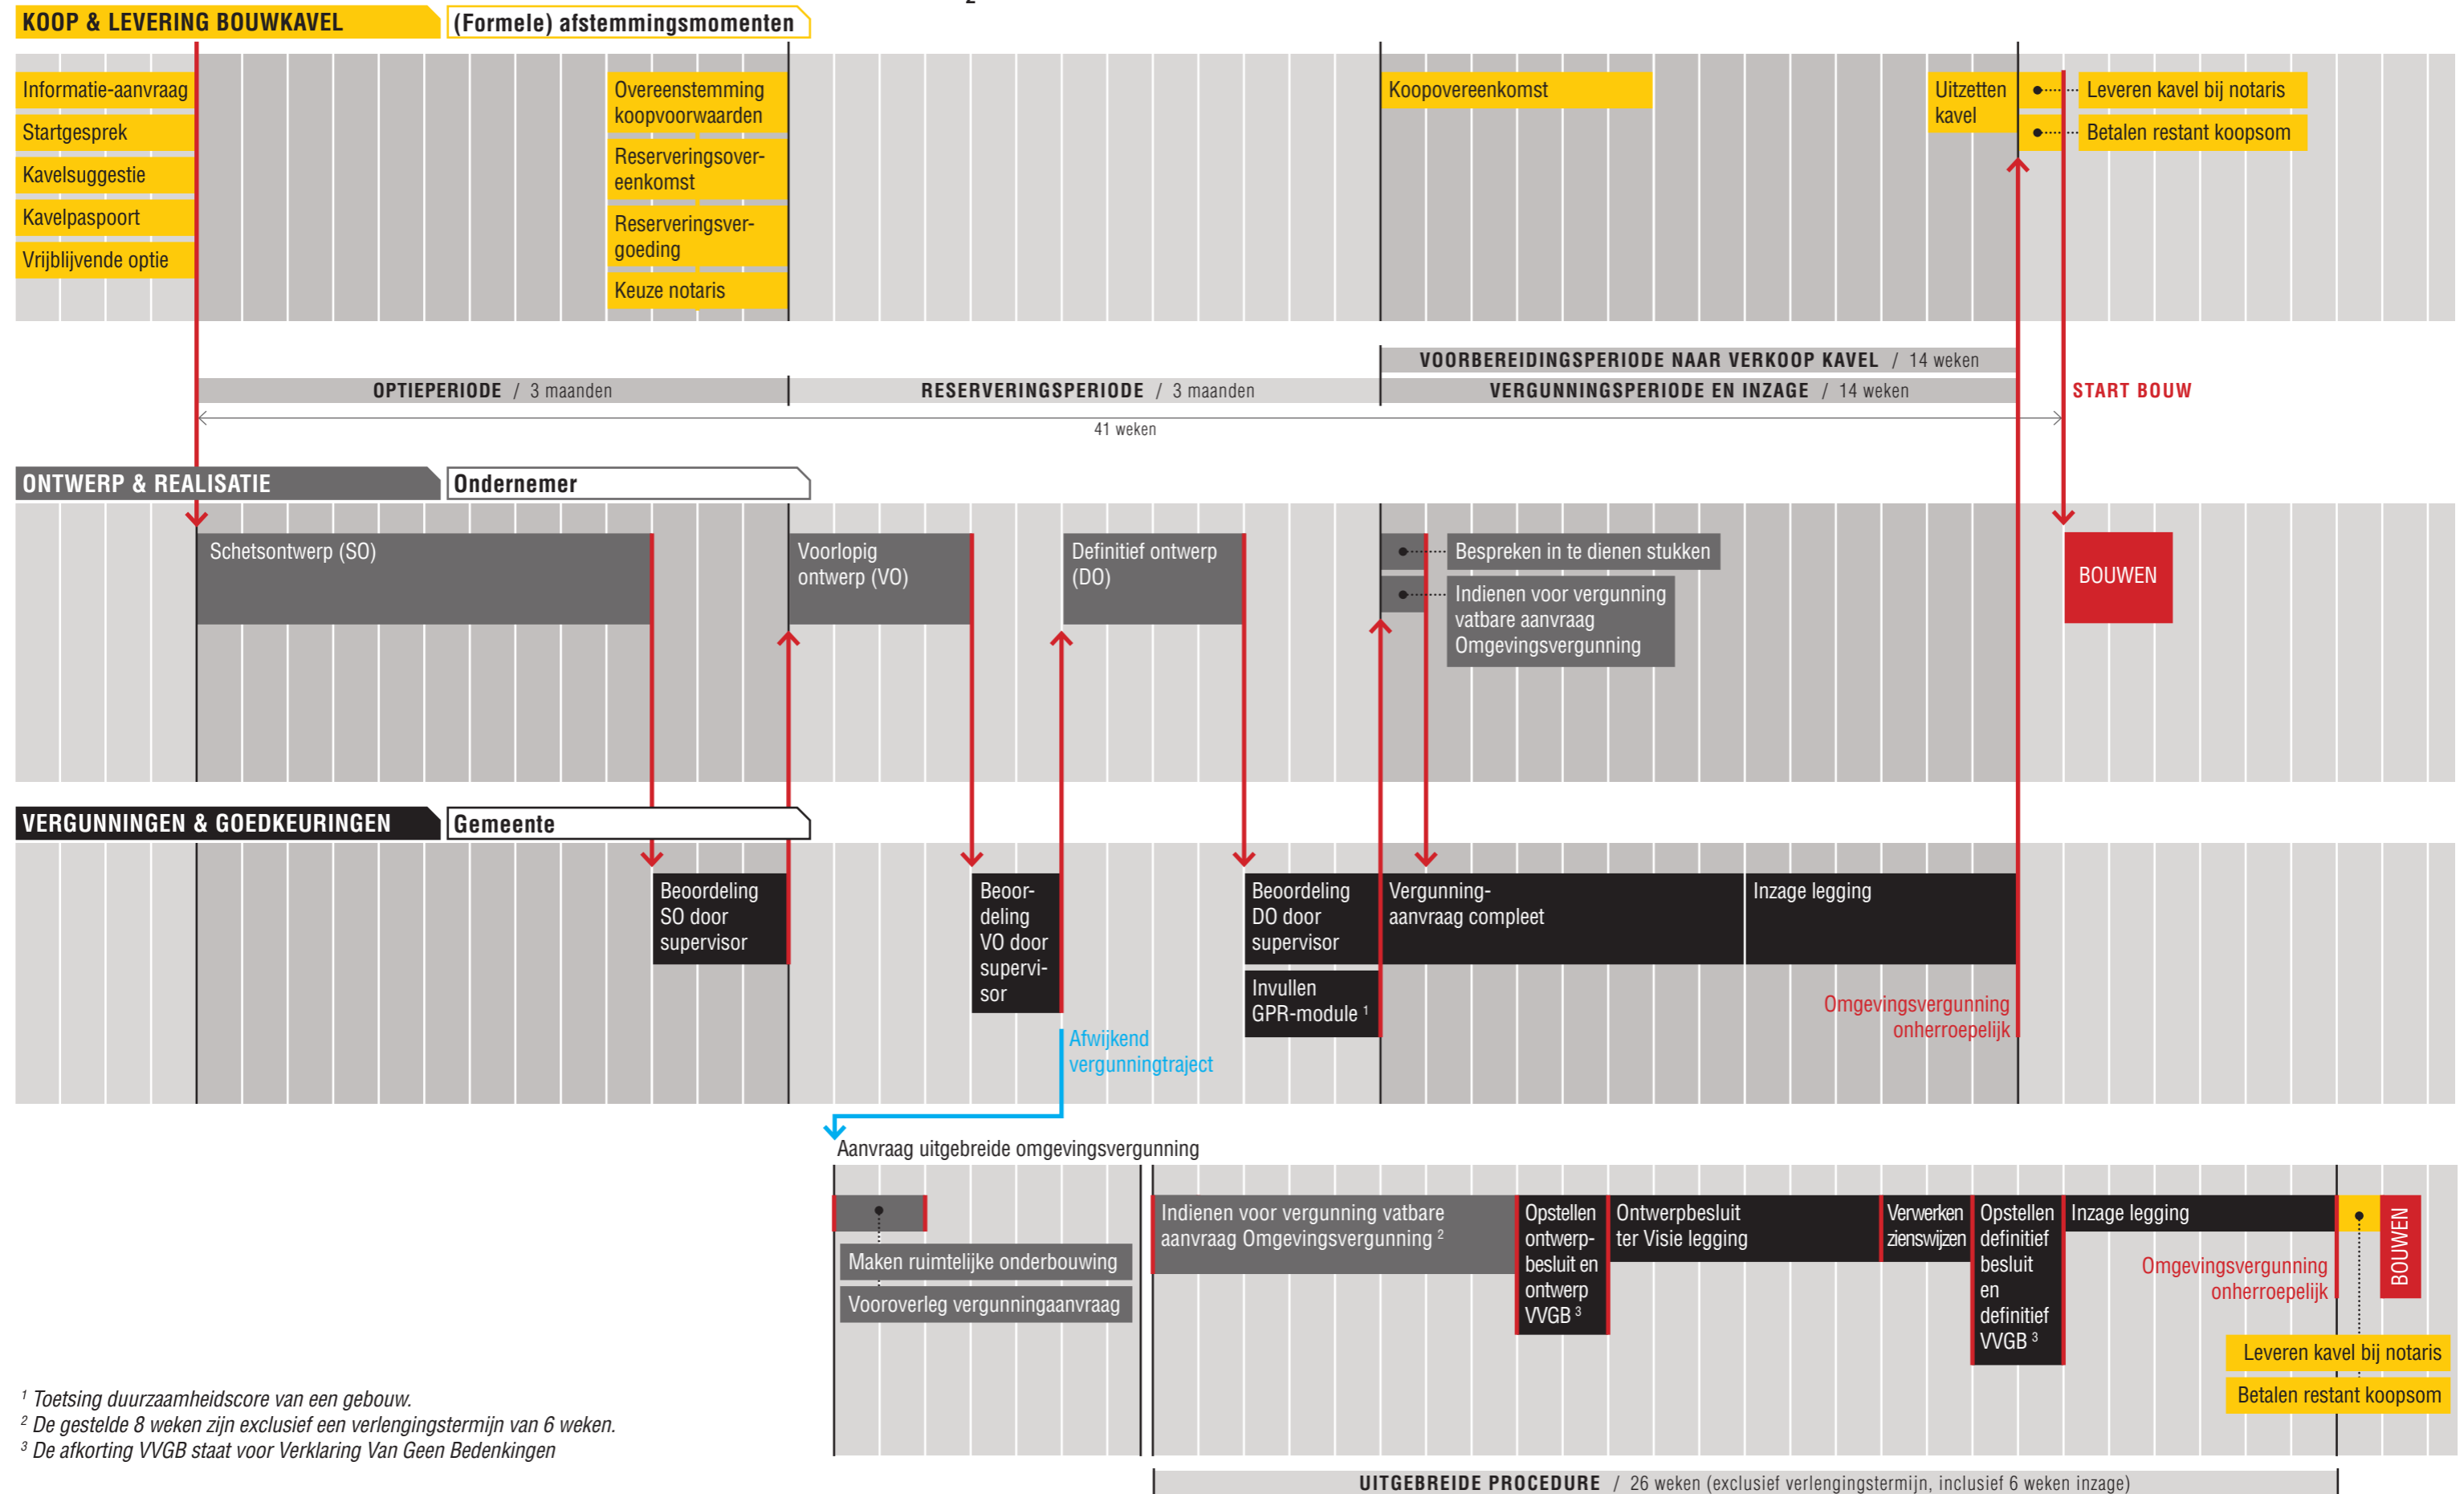 2
KOOP & LEVERING BOUWKAVEL
(Formele) afstemmingsmomenten
Informatie-aanvraag
Startgesprek
Kavelsuggestie
Kavelpaspoort
Vrijblijvende optie
Overeenstemming
koopvoorwaarden
Reserveringsover-
eenkomst
Reserveringsver-
goeding
Keuze notaris
Koopovereenkomst
Uitzetten
kavel
Leveren kavel bij notaris
Betalen restant koopsom
VOORBEREIDINGSPERIODE NAAR VERKOOP KAVEL / 14 weken
OPTIEPERIODE / 3 maanden
RESERVERINGSPERIODE / 3 maanden
VERGUNNINGSPERIODE EN INZAGE / 14 weken
START BOUW
41 weken
ONTWERP & REALISATIE
Ondernemer
Schetsontwerp (SO)
Voorlopig
ontwerp (VO)
Definitief ontwerp
(DO)
Bespreken in te dienen stukken
Indienen voor vergunning
vatbare aanvraag
Omgevingsvergunning
BOUWEN
VERGUNNINGEN & GOEDKEURINGEN
Gemeente
Beoordeling
SO door
supervisor
Beoor-
deling
VO door
supervi-
sor
Beoordeling
DO door
supervisor
Invullen
GPR-module 1
Vergunning-
aanvraag compleet
Inzage legging
Omgevingsvergunning
onherroepelijk
Afwijkend
vergunningtraject
Aanvraag uitgebreide omgevingsvergunning
Maken ruimtelijke onderbouwing
Vooroverleg vergunningaanvraag
Indienen voor vergunning vatbare
aanvraag Omgevingsvergunning 2
Opstellen
ontwerp-
besluit en
ontwerp
VVGB 3
Ontwerpbesluit
ter Visie legging
Verwerken
zienswijzen
Opstellen
definitief
besluit
en
definitief
VVGB 3
Inzage legging
Omgevingsvergunning
onherroepelijk
BOUWEN
Leveren kavel bij notaris
Betalen restant koopsom
1 Toetsing duurzaamheidscore van een gebouw.
2 De gestelde 8 weken zijn exclusief een verlengingstermijn van 6 weken.
3 De afkorting VVGB staat voor Verklaring Van Geen Bedenkingen
UITGEBREIDE PROCEDURE / 26 weken (exclusief verlengingstermijn, inclusief 6 weken inzage)